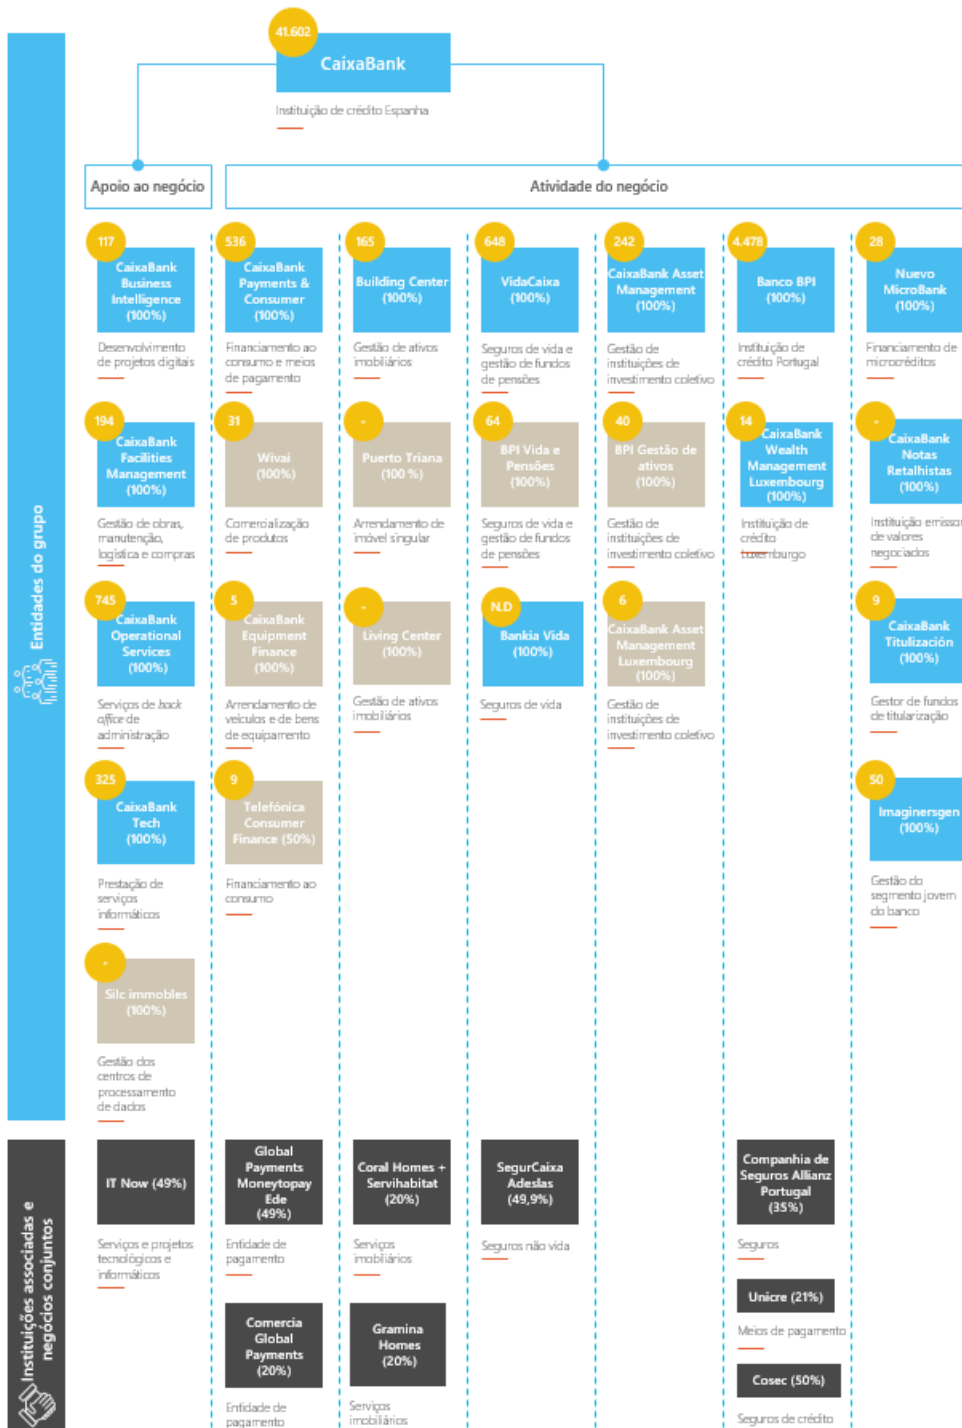 41.602
CaixaBank
Instituição de crédito Espanha
Apoio ao negócio
Atividade do negócio
Entidades do grupo
117
CaixaBank
Business
Intelligence
(100%)
Desenvolvimento
de projetos digitais
194
CaixaBank
Facilities
Management
(100%)
Gestão de obras,
manutenção,
logística e compras
745
CaixaBank
Operational
Services
(100%)
Serviços de back
office de
administração
325
CaixaBank
Tech
(100%)
Prestação de
serviços
informáticos
-
Silc immobles
(100%)
Gestão dos
centros de
processamento
de dados
536
CaixaBank
Payments &
Consumer
(100%)
Financiamento ao
consumo e meios
de pagamento
31
Wivai
(100%)
Comercialização
de produtos
5
CaixaBank
Equipment
Finance
(100%)
Arrendamento de
veículos e de bens
de equipamento
9
Telefónica
Consumer
Finance (50%)
Financiamento ao
consumo
165
Building Center
(100%)
Gestão de ativos
imobiliários
-
Puerto Triana
(100 %)
Arrendamento de
imóvel singular
-
Living Center
(100%)
Gestão de ativos
imobiliários
648
VidaCaixa
(100%)
Seguros de vida e
gestão de fundos
de pensões
64
BPI Vida e
Pensões
(100%)
Seguros de vida e
gestão de fundos
de pensões
N.D
Bankia Vida
(100%)
Seguros de vida
242
CaixaBank Asset
Management
(100%)
Gestão de
instituições de
investimento coletivo
40
BPI Gestão de
ativos
(100%)
Gestão de
instituições de
investimento coletivo
6
CaixaBank Asset
Management
Luxembourg
(100%)
Gestão de
instituições de
investimento coletivo
4.478
Banco BPI
(100%)
Instituição de
crédito Portugal
14
CaixaBank
Wealth
Management
Luxembourg
(100%)
Instituição de
crédito
Luxemburgo
28
Nuevo
MicroBank
(100%)
Financiamento de
microcréditos
-
CaixaBank
Notas
Retalhistas
(100%)
Instituição emissor
de valores
negociados
9
CaixaBank
Titulización
(100%)
Gestor de fundos
de titularização
50
Imaginersgen
(100%)
Gestão do
segmento jovem
do banco
Instituições associadas e
negócios conjuntos
IT Now (49%)
Serviços e projetos
tecnológicos e
informáticos
Global
Payments
Moneytopay
Ede
(49%)
Entidade de
pagamento
Comercia
Global
Payments
(20%)
Entidade de
pagamento
Coral Homes +
Servihabitat
(20%)
Serviços
imobiliários
Gramina
Homes
(20%)
Serviços
imobiliários
SegurCaixa
Adeslas
(49,9%)
Seguros não vida
Companhia de
Seguros Allianz
Portugal
(35%)
Seguros
Unicre (21%)
Meios de pagamento
Cosec (50%)
Seguros de crédito